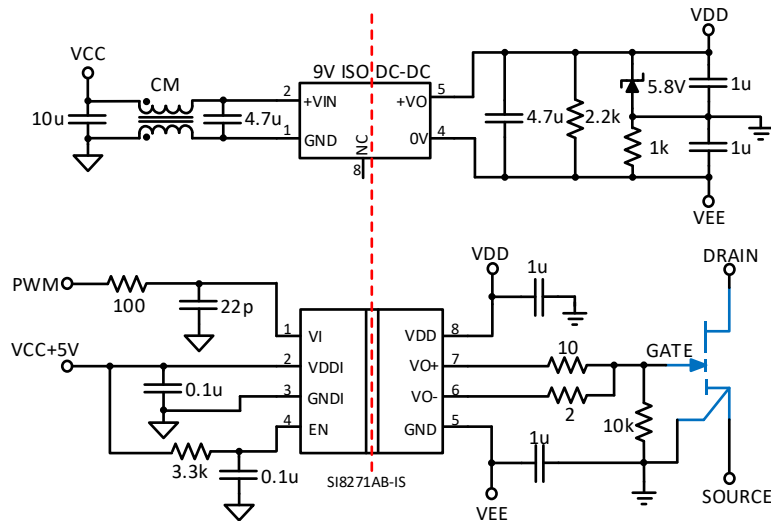 VCC
CM
10u
4.7u
9V ISO DC-DC
2
+VIN
1
GND
NC
8
+VO
5
0V
4
4.7u
2.2k
5.8V
1k
VDD
1u
1u
VEE
PWM
100
22p
VCC+5V
0.1u
3.3k
0.1u
1
VI
2
VDDI
3
GNDI
4
EN
SI8271AB-IS
VDD
8
VO+
7
VO-
6
GND
5
VDD
1u
10
2
1u
VEE
GATE
10k
DRAIN
SOURCE